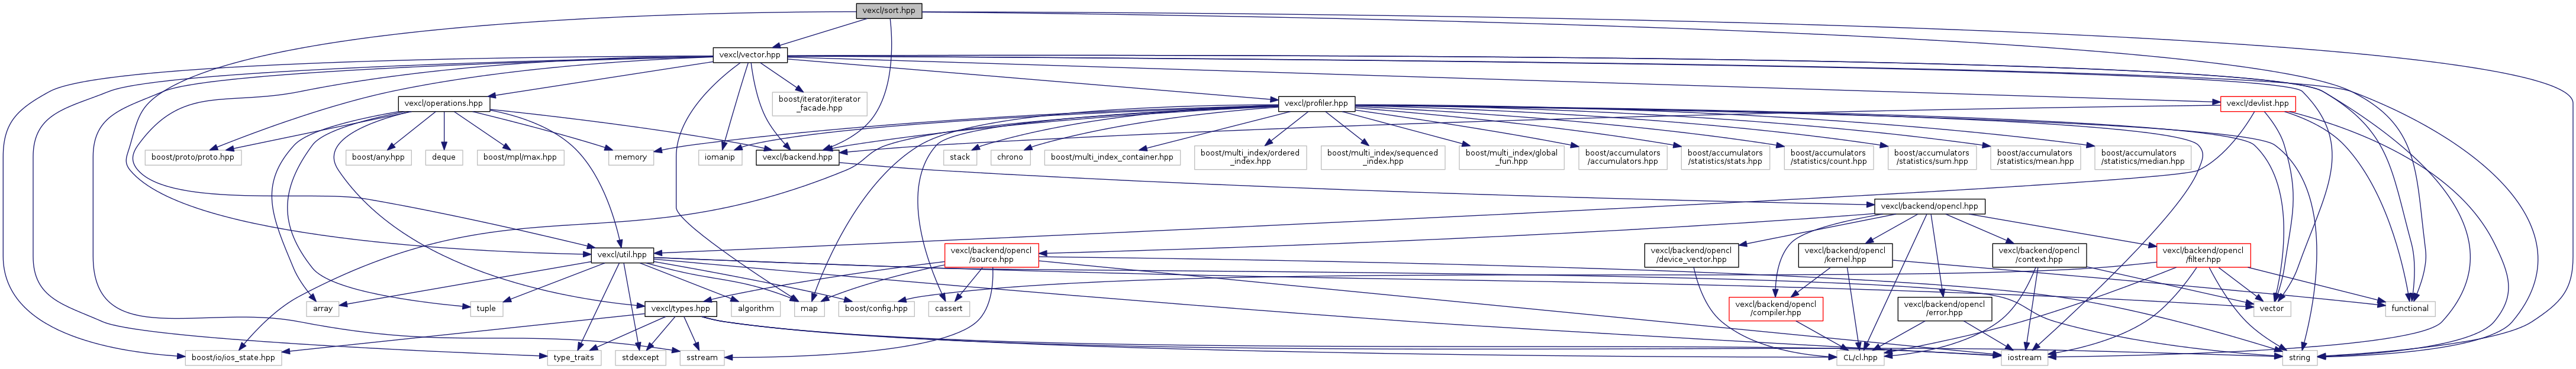 vexcl/sort.hpp
vexcl/vector.hpp
vexcl/operations.hpp
boost/iterator/iterator
_facade.hpp
vexcl/profiler.hpp
vexcl/devlist.hpp
boost/proto/proto.hpp
boost/any.hpp
deque
boost/mpl/max.hpp
memory
iomanip
vexcl/backend.hpp
stack
chrono
boost/multi_index_container.hpp
boost/multi_index/ordered
_index.hpp
boost/multi_index/sequenced
_index.hpp
boost/multi_index/global
_fun.hpp
boost/accumulators
/accumulators.hpp
boost/accumulators
/statistics/stats.hpp
boost/accumulators
/statistics/count.hpp
boost/accumulators
/statistics/sum.hpp
boost/accumulators
/statistics/mean.hpp
boost/accumulators
/statistics/median.hpp
vexcl/backend/opencl.hpp
vexcl/util.hpp
vexcl/backend/opencl
/source.hpp
vexcl/backend/opencl
/device_vector.hpp
vexcl/backend/opencl
/kernel.hpp
vexcl/backend/opencl
/context.hpp
vexcl/backend/opencl
/filter.hpp
array
tuple
vexcl/types.hpp
algorithm
map
boost/config.hpp
cassert
vexcl/backend/opencl
/compiler.hpp
vexcl/backend/opencl
/error.hpp
vector
functional
boost/io/ios_state.hpp
type_traits
stdexcept
sstream
CL/cl.hpp
iostream
string